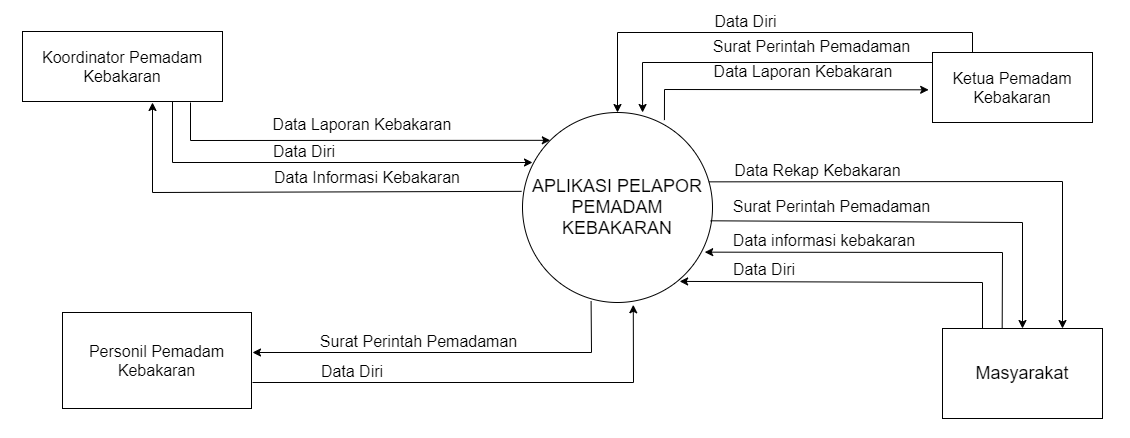 Data Diri
Surat Perintah Pemadaman
Data Laporan Kebakaran
Koordinator Pemadam
Kebakaran
Ketua Pemadam
Kebakaran
Data Laporan Kebakaran
Data Diri
Data Informasi Kebakaran
APLIKASI PELAPOR
PEMADAM
KEBAKARAN
Data Rekap Kebakaran
Surat Perintah Pemadaman
Data informasi kebakaran
Data Diri
Personil Pemadam
Kebakaran
Surat Perintah Pemadaman
Data Diri
Masyarakat